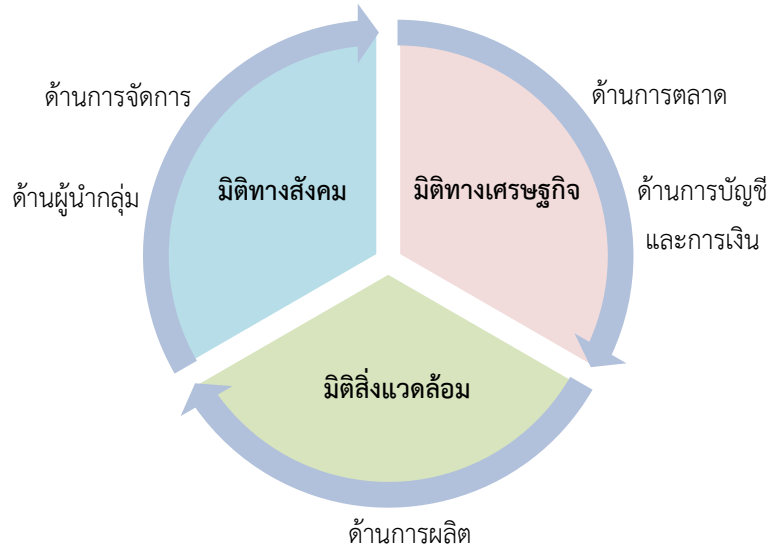 ด้านการจัดการ
ด้านผู้นำกลุ่ม
มิติทางสังคม
มิติทางเศรษฐกิจ
ด้านการตลาด
ด้านการบัญชี
และการเงิน
มิติสิ่งแวดล้อม
ด้านการผลิต